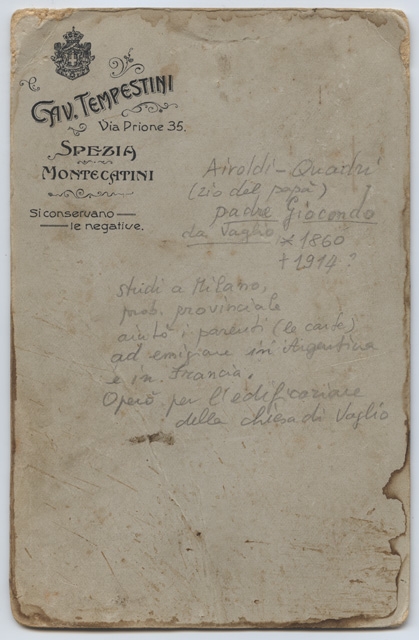 CAV. TEMPESTINI
Via Prione 35.
SPEZIA
MONTECATINI
Si conservano
le negative.
Airoldi - Quadri
(zio del papà)
padre Giocondo
da Vaglio * 1860
† 1914 ?
studi a Milano,
prob. provinciale
aiutò i parenti (le carte)
ad emigrare in Argentina
e in Francia.
Operò per l'edificazione
della chiesa di Vaglio